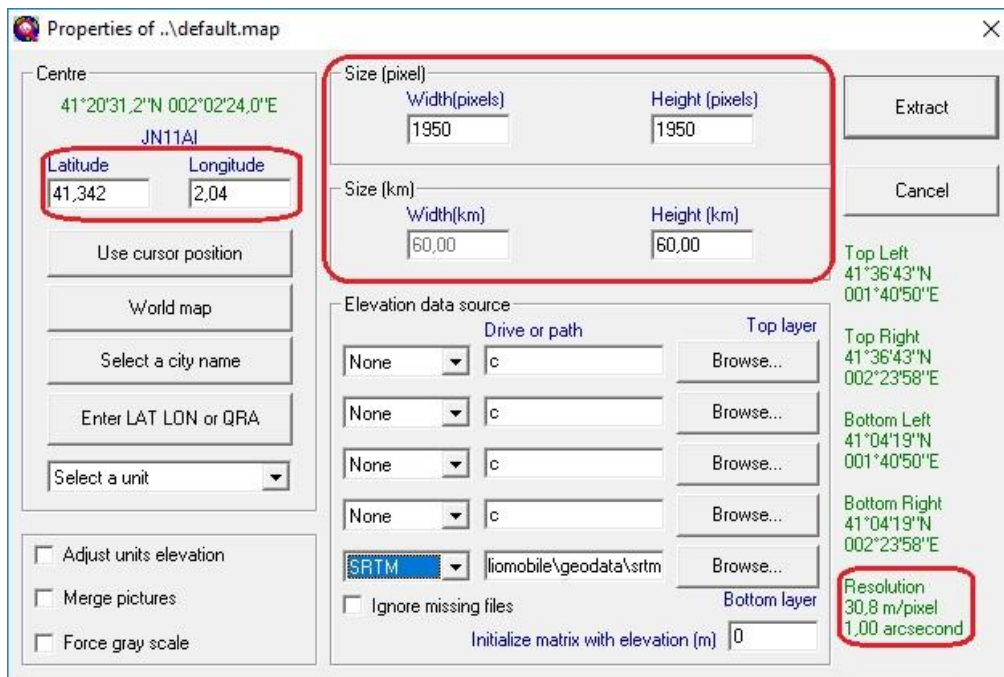 Properties of ..\default.map
Centre
41°20'31,2"N 002°02'24,0"E
JN11AI
Latitude Longitude
41,342 2,04
Use cursor position
World map
Select a city name
Enter LAT LON or QRA
Select a unit
Adjust units elevation
Merge pictures
Force gray scale
Size (pixel)
Width(pixels) Height (pixels)
1950 1950
Size (km)
Width(km) Height (km)
60,00 60,00
Elevation data source
Drive or path Top layer
None c Browse...
None c Browse...
None c Browse...
None c Browse...
SRTM liomobile\geodata\srtm Browse...
Ignore missing files Bottom layer
Initialize matrix with elevation (m) 0
Extract
Cancel
Top Left
41°36'43"N
001°40'50"E
Top Right
41°36'43"N
002°23'58"E
Bottom Left
41°04'19"N
001°40'50"E
Bottom Right
41°04'19"N
002°23'58"E
Resolution
30,8 m/pixel
1,00 arcsecond